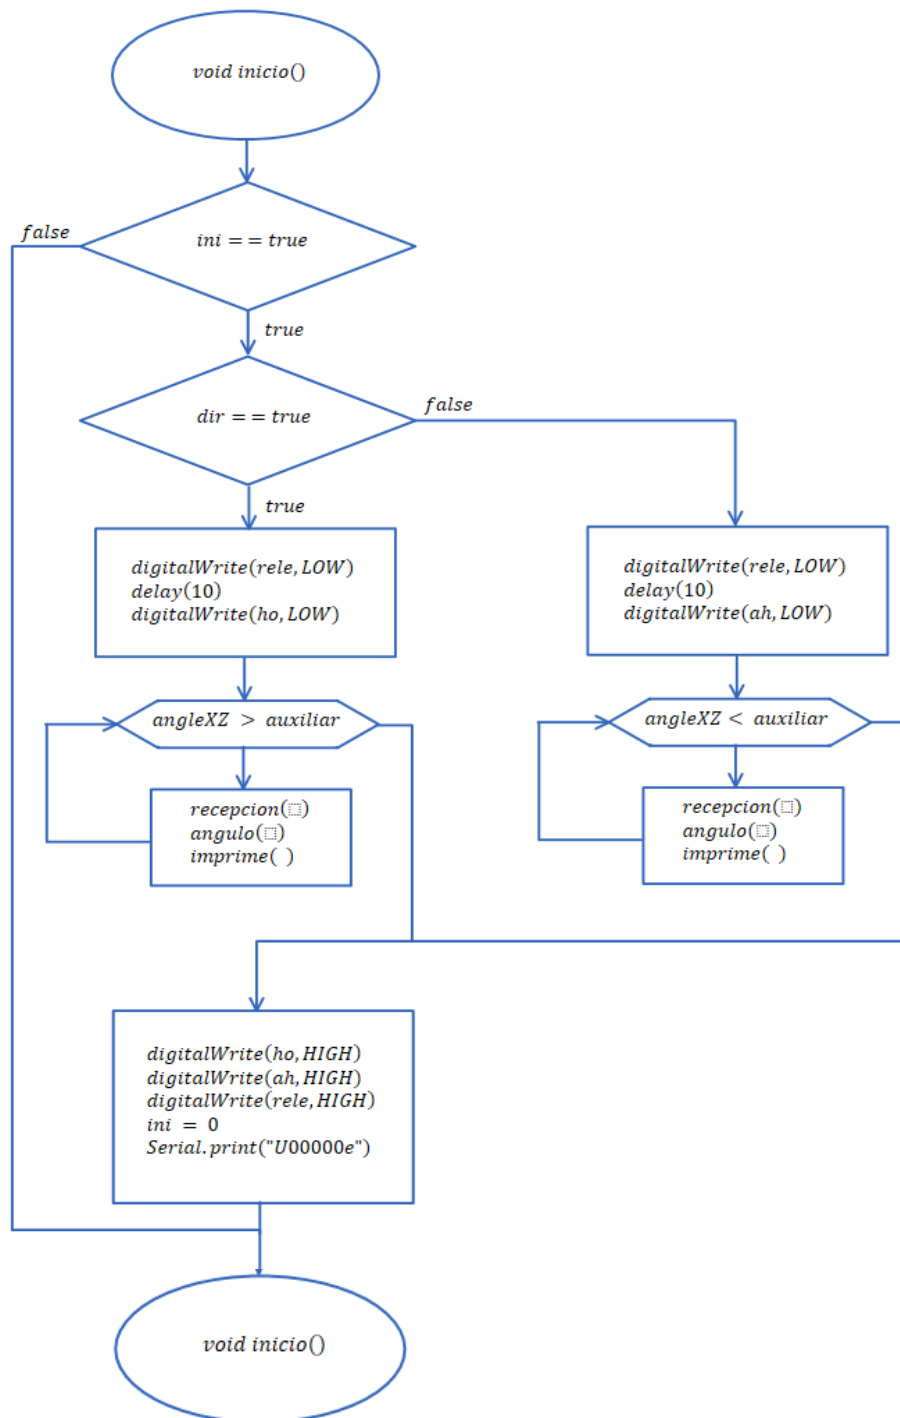 void inicio()
false
ini == true
true
dir == true
false
true
digitalWrite(rele, LOW)
delay(10)
digitalWrite(ho, LOW)
digitalWrite(rele, LOW)
delay(10)
digitalWrite(ah, LOW)
angleXZ > auxiliar
angleXZ < auxiliar
recepcion(⬚)
angulo(⬚)
imprime( )
recepcion(⬚)
angulo(⬚)
imprime( )
digitalWrite(ho, HIGH)
digitalWrite(ah, HIGH)
digitalWrite(rele, HIGH)
ini = 0
Serial.print("U00000e")
void inicio()